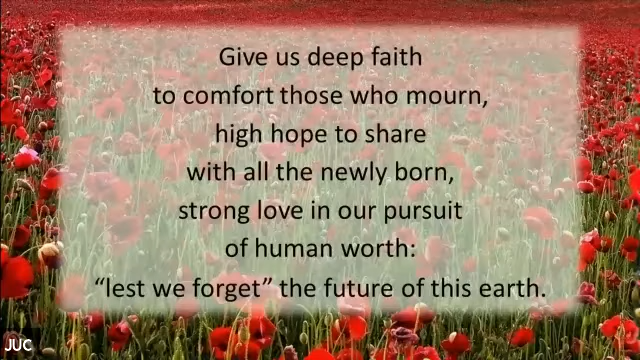 Give us deep faith
to comfort those who mourn,
high hope to share
with all the newly born,
strong love in our pursuit
of human worth:
“lest we forget” the future of this earth.
JUC